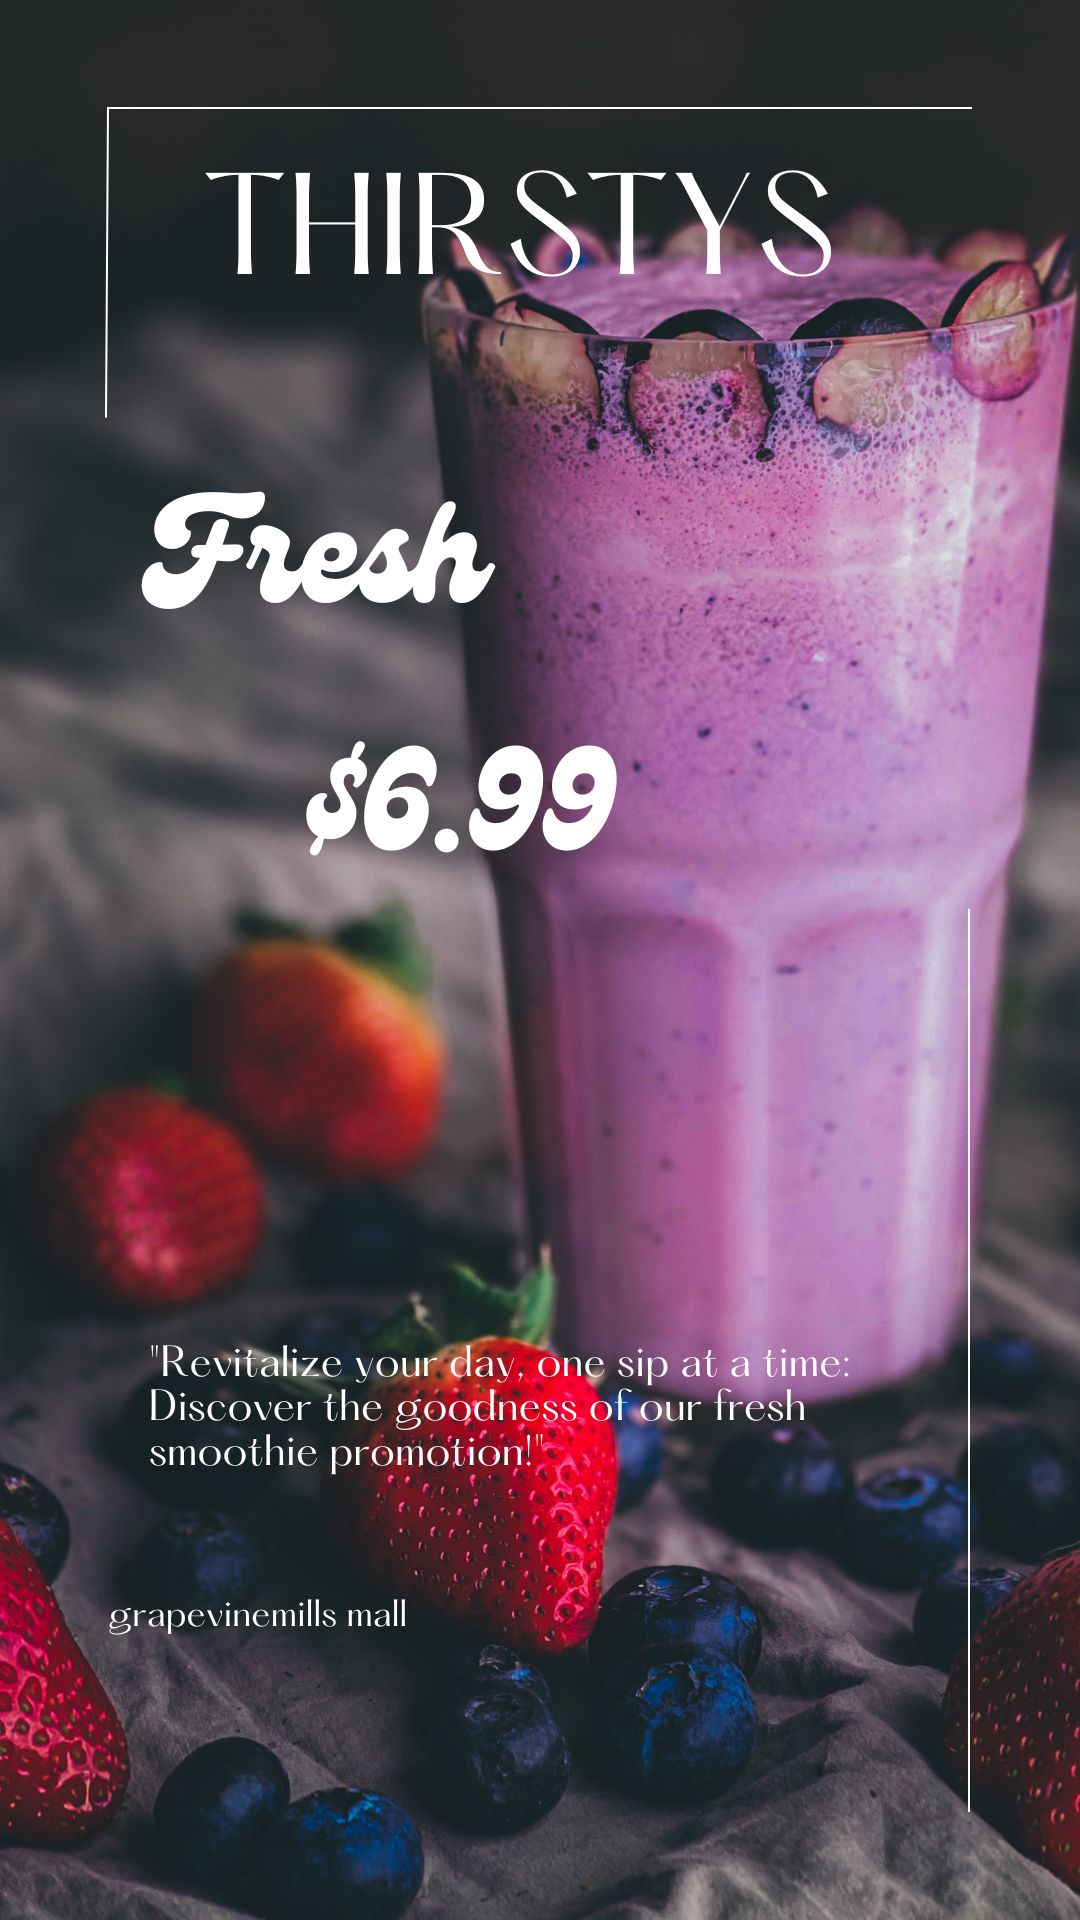 THIRSTYS
Fresh
$6.99
"Revitalize your day, one sip at a time:
Discover the goodness of our fresh
smoothie promotion!"
grapevinemills mall